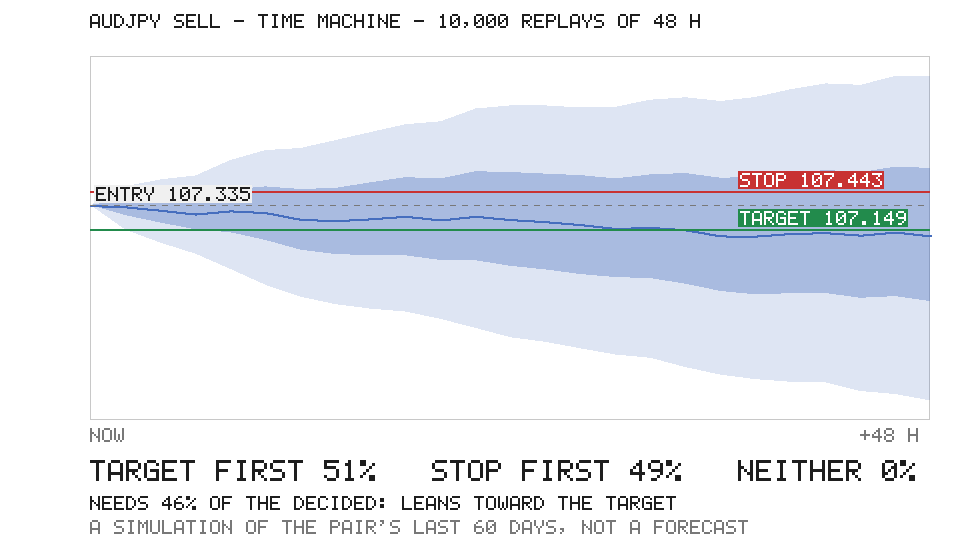 AUDJPY SELL - TIME MACHINE - 10,000 REPLAYS OF 48 H
STOP 107.443
ENTRY 107.335
TARGET 107.149
NOW +48 H
TARGET FIRST 51% STOP FIRST 49% NEITHER 0%
NEEDS 46% OF THE DECIDED: LEANS TOWARD THE TARGET
A SIMULATION OF THE PAIR'S LAST 60 DAYS, NOT A FORECAST